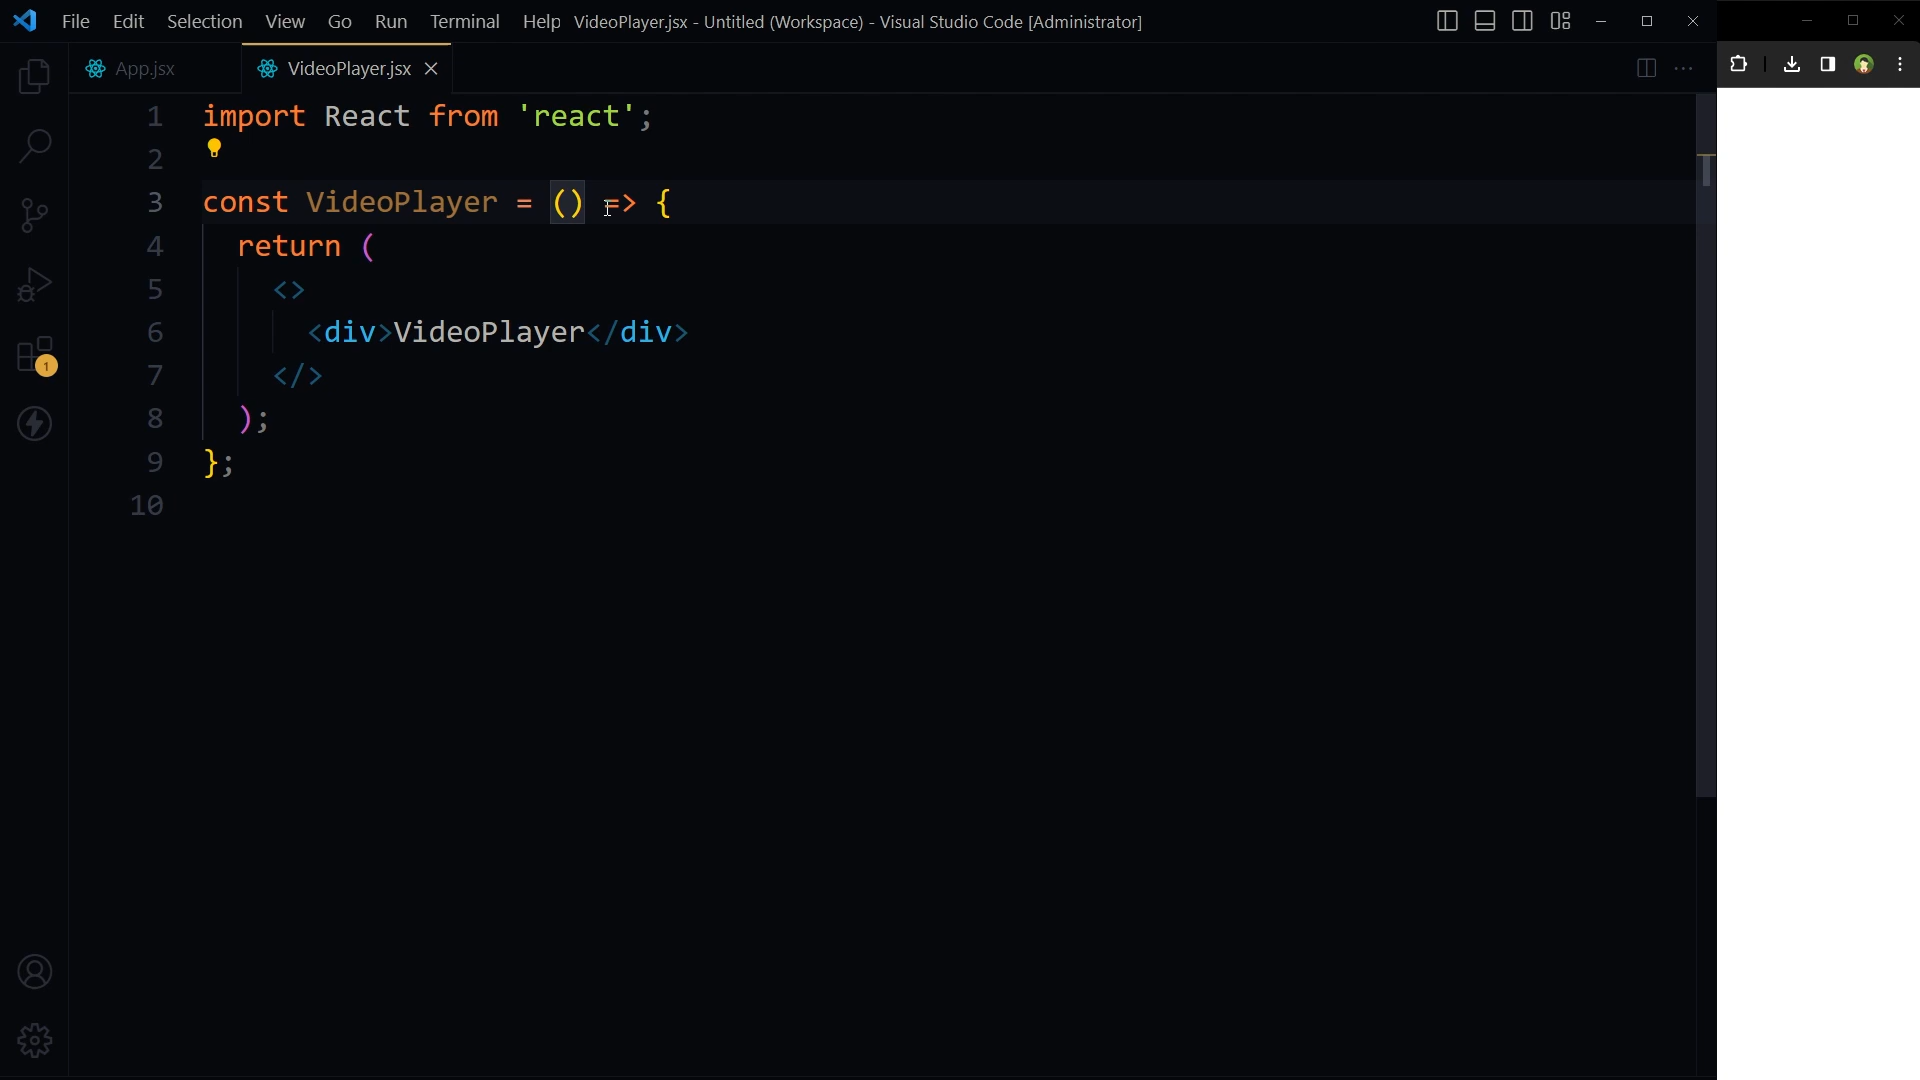 File Edit Selection View Go Run Terminal Help VideoPlayer.jsx - Untitled (Workspace) - Visual Studio Code [Administrator]
App.jsx VideoPlayer.jsx
1 import React from 'react';
2
3 const VideoPlayer = () => {
4 return (
5 <>
6 <div>VideoPlayer</div>
7 </>
8 );
9 };
10
1